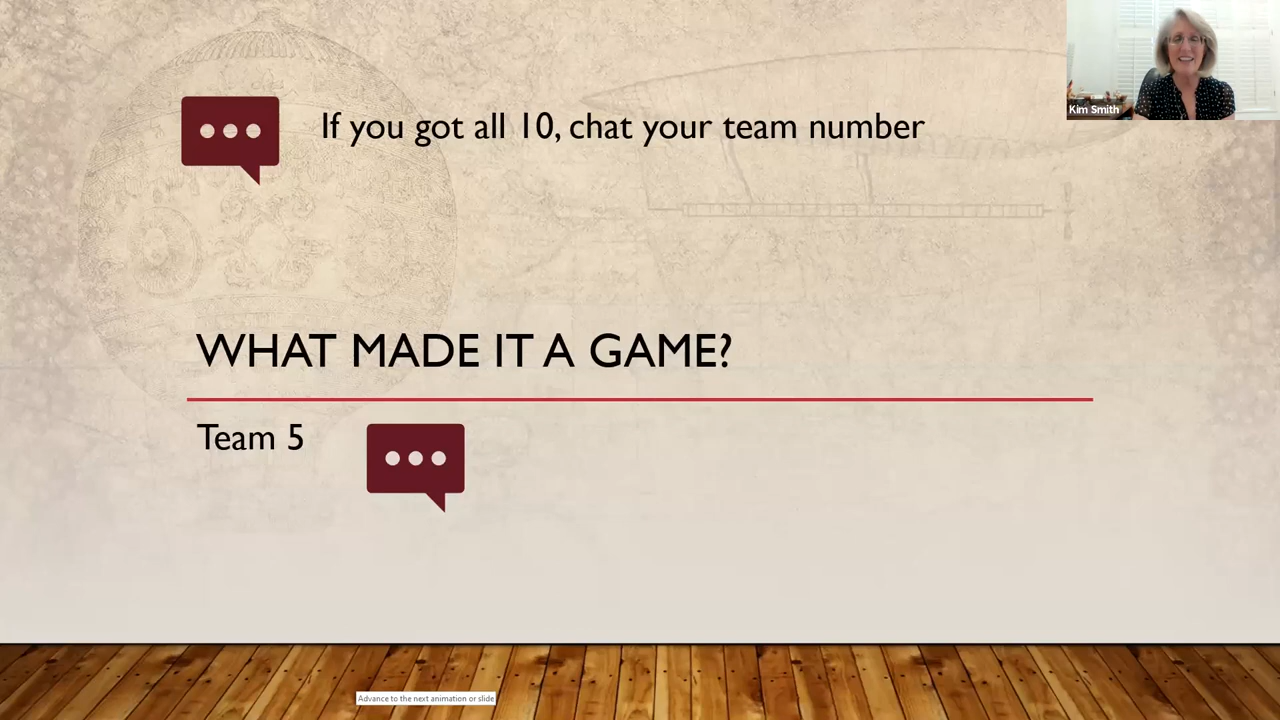 If you got all 10, chat your team number
Kim Smith
WHAT MADE IT A GAME?
Team 5
Advance to the next animation or slide